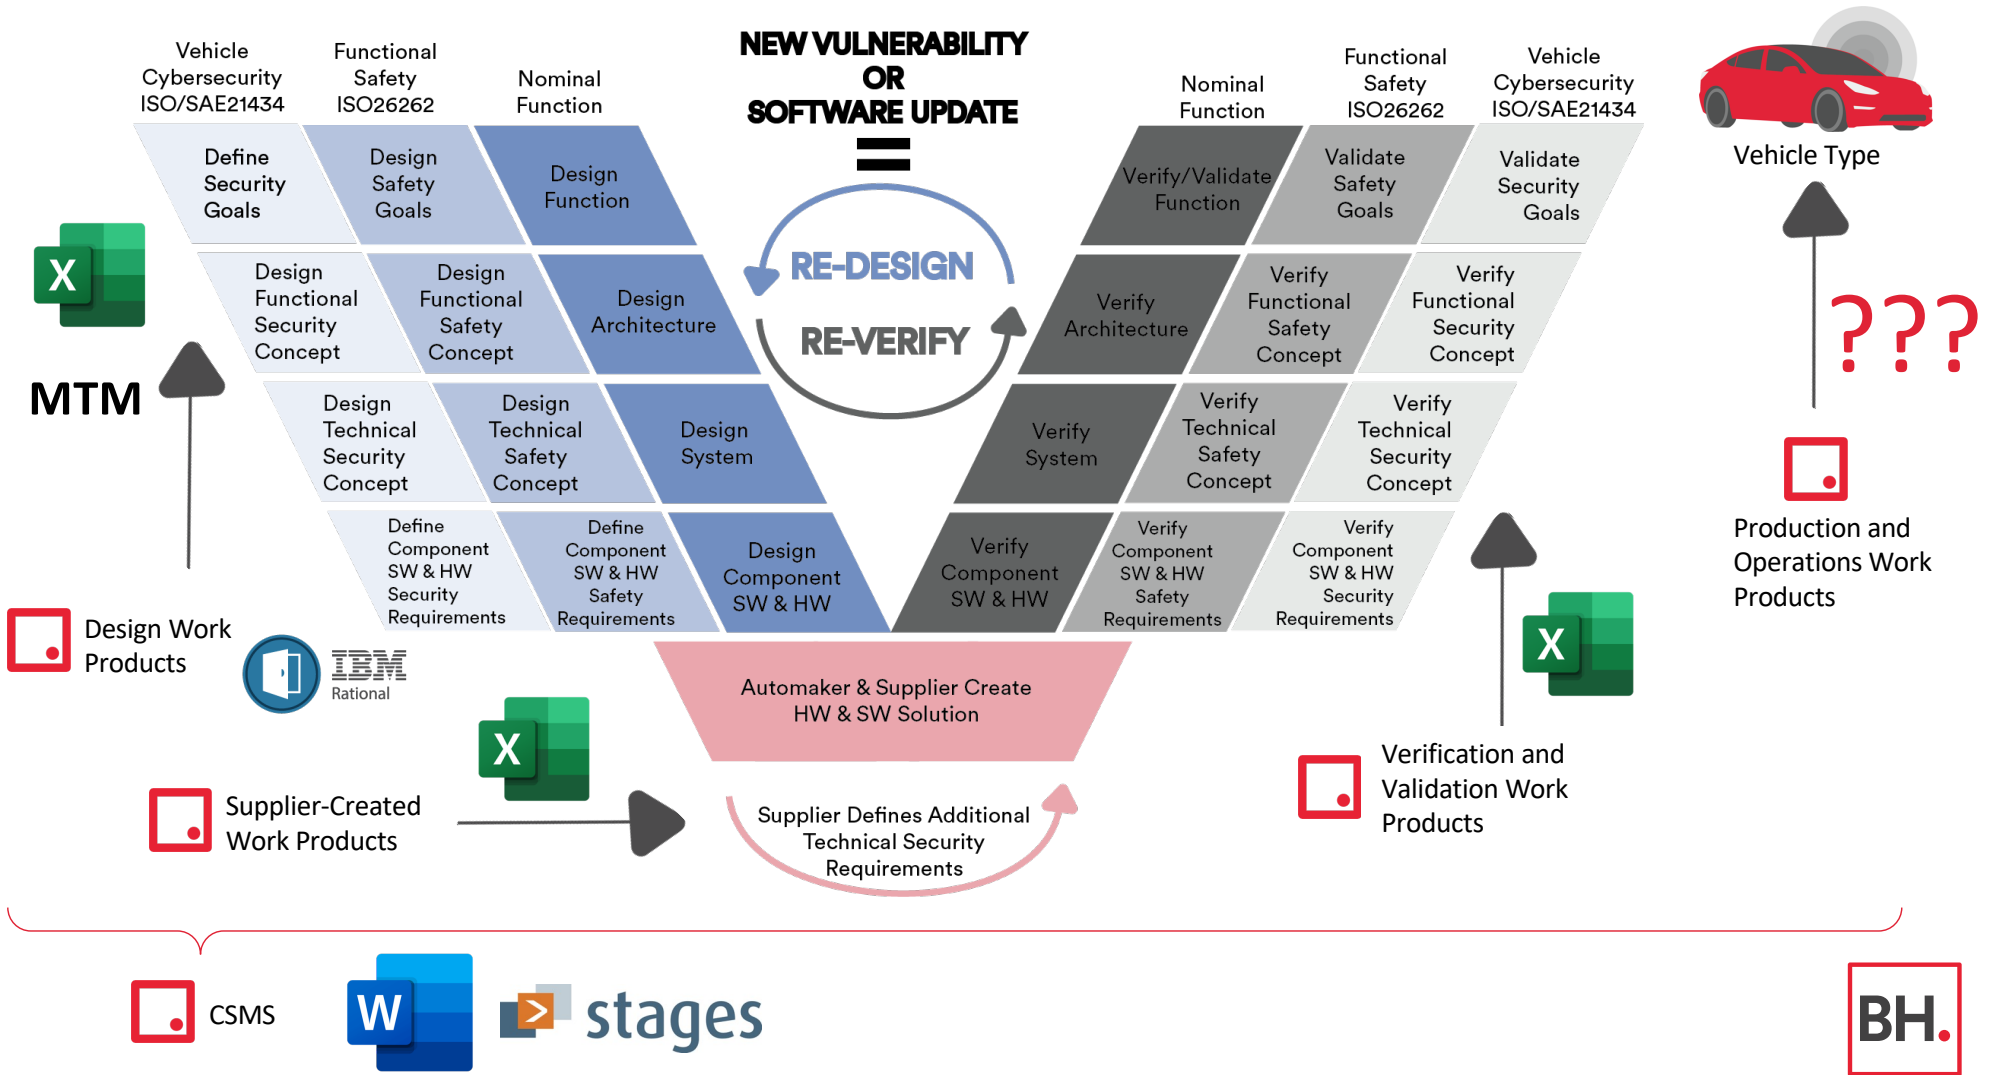 Vehicle
Cybersecurity
ISO/SAE21434
Functional
Safety
ISO26262
Nominal
Function
NEW VULNERABILITY
OR
SOFTWARE UPDATE
=
Nominal
Function
Functional
Safety
ISO26262
Vehicle
Cybersecurity
ISO/SAE21434
Vehicle Type
Define
Security
Goals
Design
Safety
Goals
Design
Function
RE-DESIGN
RE-VERIFY
Verify/Validate
Function
Validate
Safety
Goals
Validate
Security
Goals
X
MTM
Design
Functional
Security
Concept
Design
Functional
Safety
Concept
Design
Architecture
Verify
Architecture
Verify
Functional
Safety
Concept
Verify
Functional
Security
Concept
???
Design
Technical
Security
Concept
Design
Technical
Safety
Concept
Design
System
Verify
System
Verify
Technical
Safety
Concept
Verify
Technical
Security
Concept
Define
Component
SW & HW
Security
Requirements
Define
Component
SW & HW
Safety
Requirements
Design
Component
SW & HW
Verify
Component
SW & HW
Verify
Component
SW & HW
Safety
Requirements
Verify
Component
SW & HW
Security
Requirements
Production and
Operations Work
Products
Design Work
Products
IBM
Rational
X
Automaker & Supplier Create
HW & SW Solution
X
Supplier-Created
Work Products
Supplier Defines Additional
Technical Security
Requirements
Verification and
Validation Work
Products
CSMS
W
stages
BH.